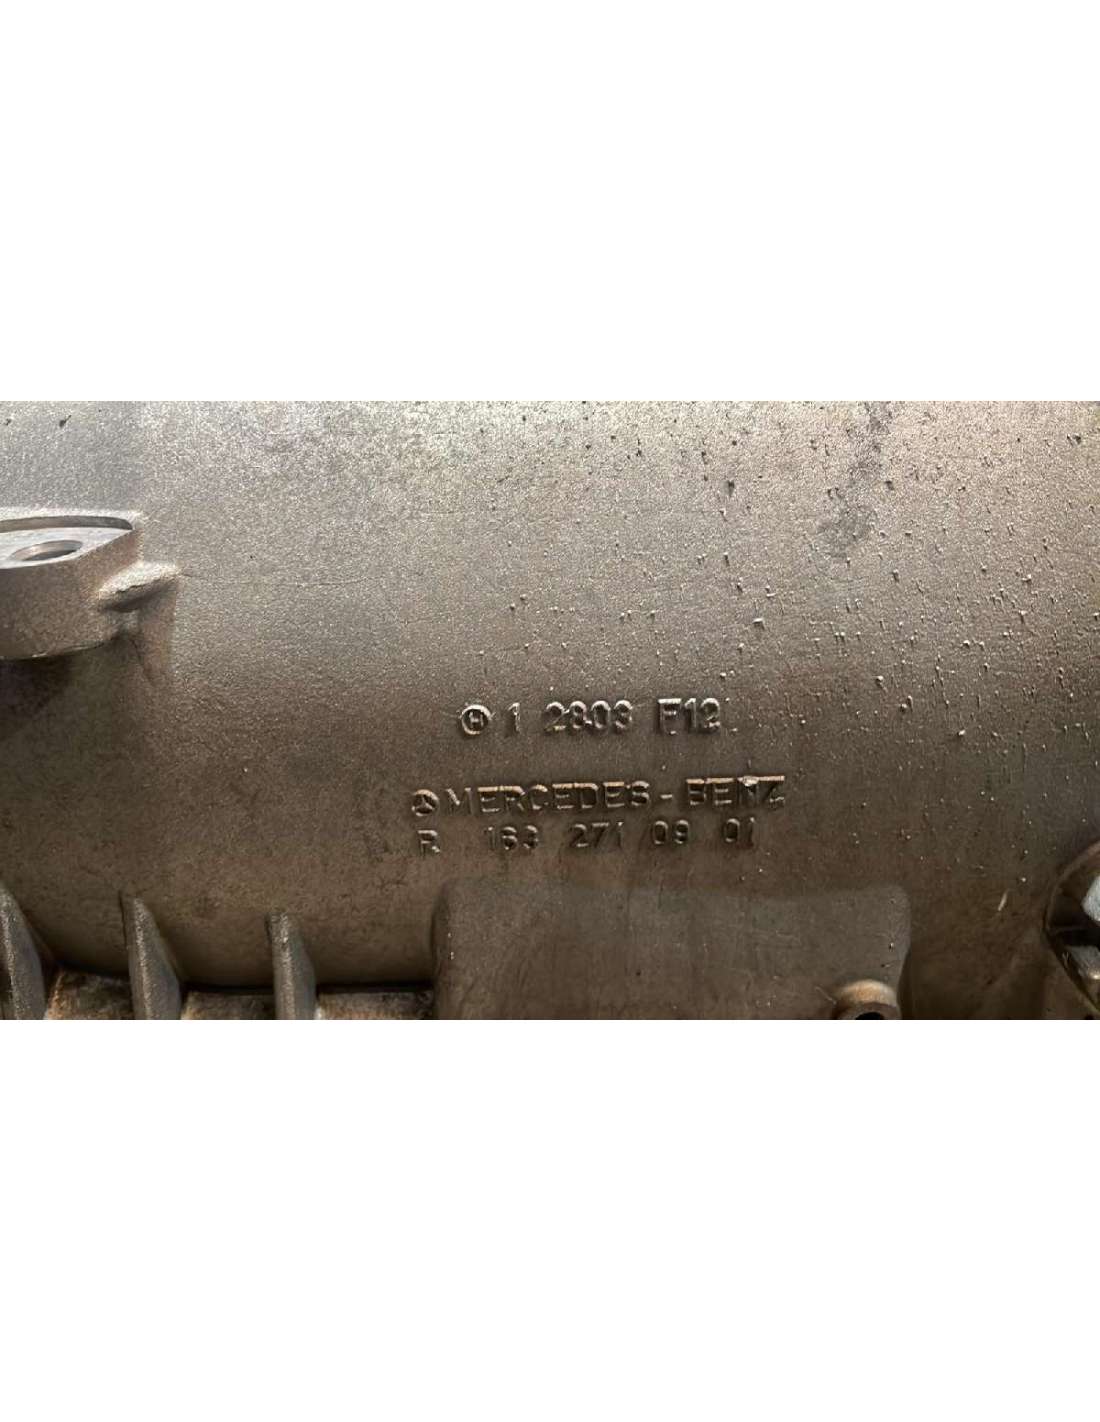 H 1 2803 F12
MERCEDES-BENZ
R 163 271 09 01